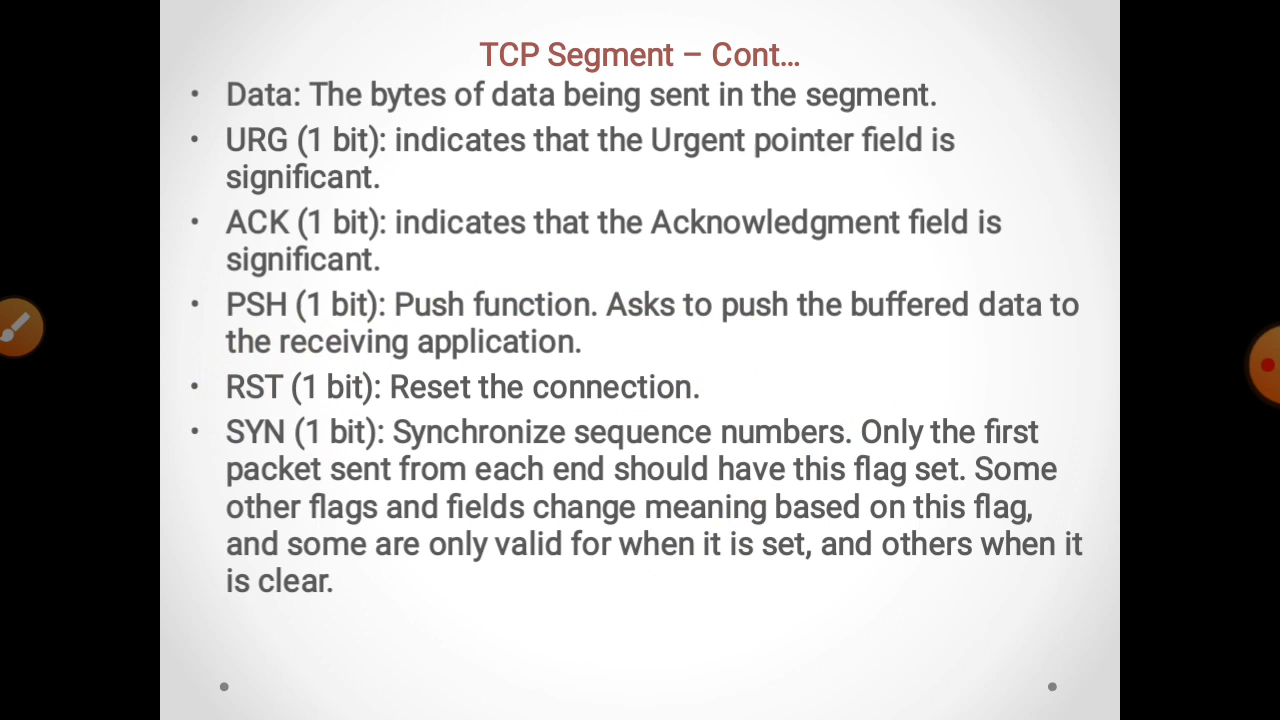 TCP Segment – Cont…
• Data: The bytes of data being sent in the segment.
• URG (1 bit): indicates that the Urgent pointer field is
significant.
• ACK (1 bit): indicates that the Acknowledgment field is
significant.
• PSH (1 bit): Push function. Asks to push the buffered data to
the receiving application.
• RST (1 bit): Reset the connection.
• SYN (1 bit): Synchronize sequence numbers. Only the first
packet sent from each end should have this flag set. Some
other flags and fields change meaning based on this flag,
and some are only valid for when it is set, and others when it
is clear.